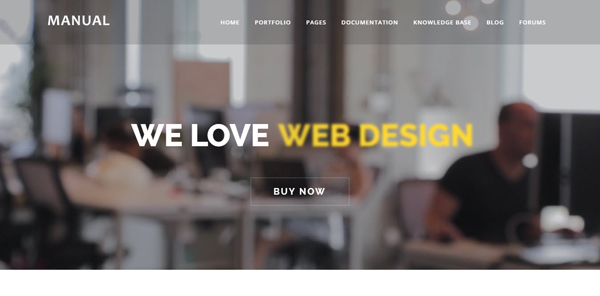 MANUAL
HOME PORTFOLIO PAGES DOCUMENTATION KNOWLEDGE BASE BLOG FORUMS
WE LOVE WEB DESIGN
BUY NOW